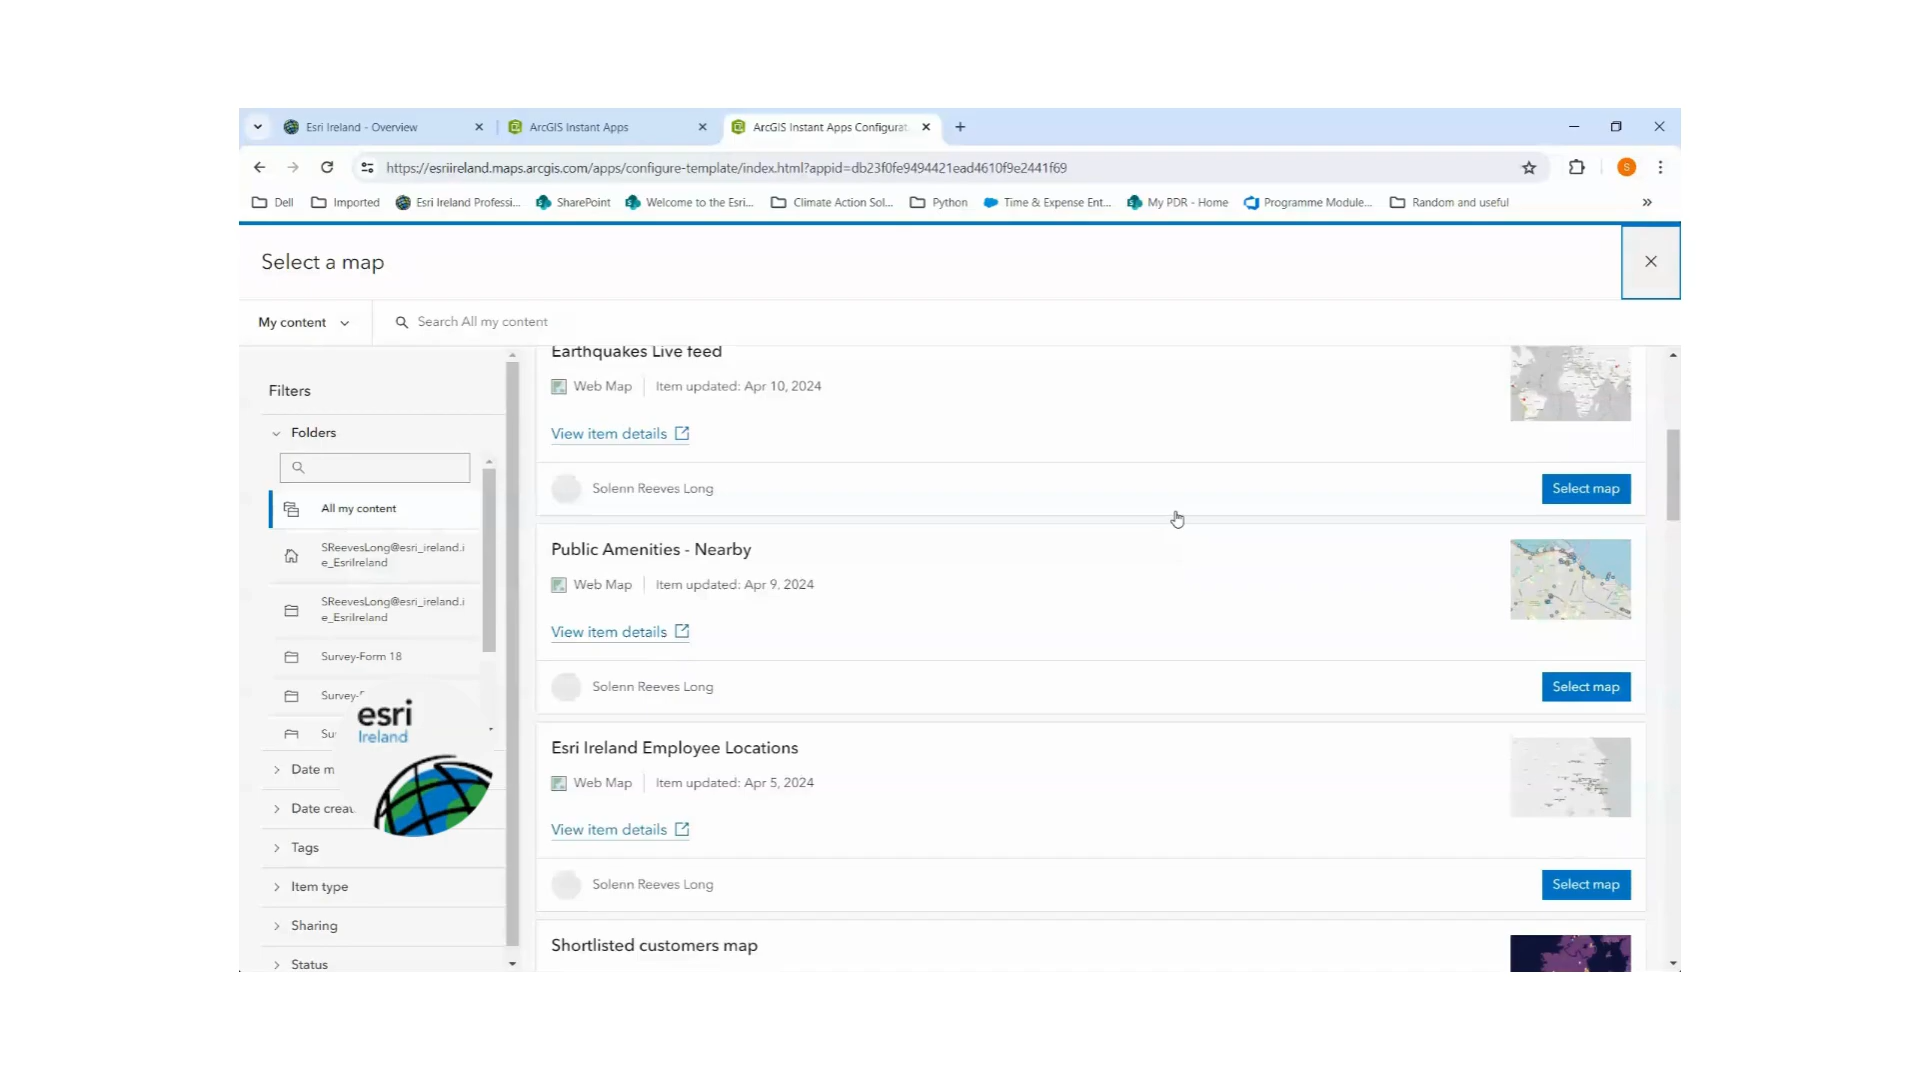 Esri Ireland - Overview
ArcGIS Instant Apps
ArcGIS Instant Apps Configurat
https://esriireland.maps.arcgis.com/apps/configure-template/index.html?appid=db23f0fe9494421ead4610f9e2441f69
S
Dell
Imported
Esri Ireland Professi...
SharePoint
Welcome to the Esri...
Climate Action Sol...
Python
Time & Expense Ent...
My PDR - Home
Programme Module...
Random and useful
Select a map
My content
Search All my content
Filters
Folders
All my content
SReevesLong@esri_ireland.i
e_EsriIreland
SReevesLong@esri_ireland.i
e_EsriIreland
Survey-Form 18
Survey-F
Su
Date m
Date creat
Tags
Item type
Sharing
Status
esri
Ireland
Earthquakes Live feed
Web Map
Item updated: Apr 10, 2024
View item details
Solenn Reeves Long
Select map
Public Amenities - Nearby
Web Map
Item updated: Apr 9, 2024
View item details
Solenn Reeves Long
Select map
Esri Ireland Employee Locations
Web Map
Item updated: Apr 5, 2024
View item details
Solenn Reeves Long
Select map
Shortlisted customers map